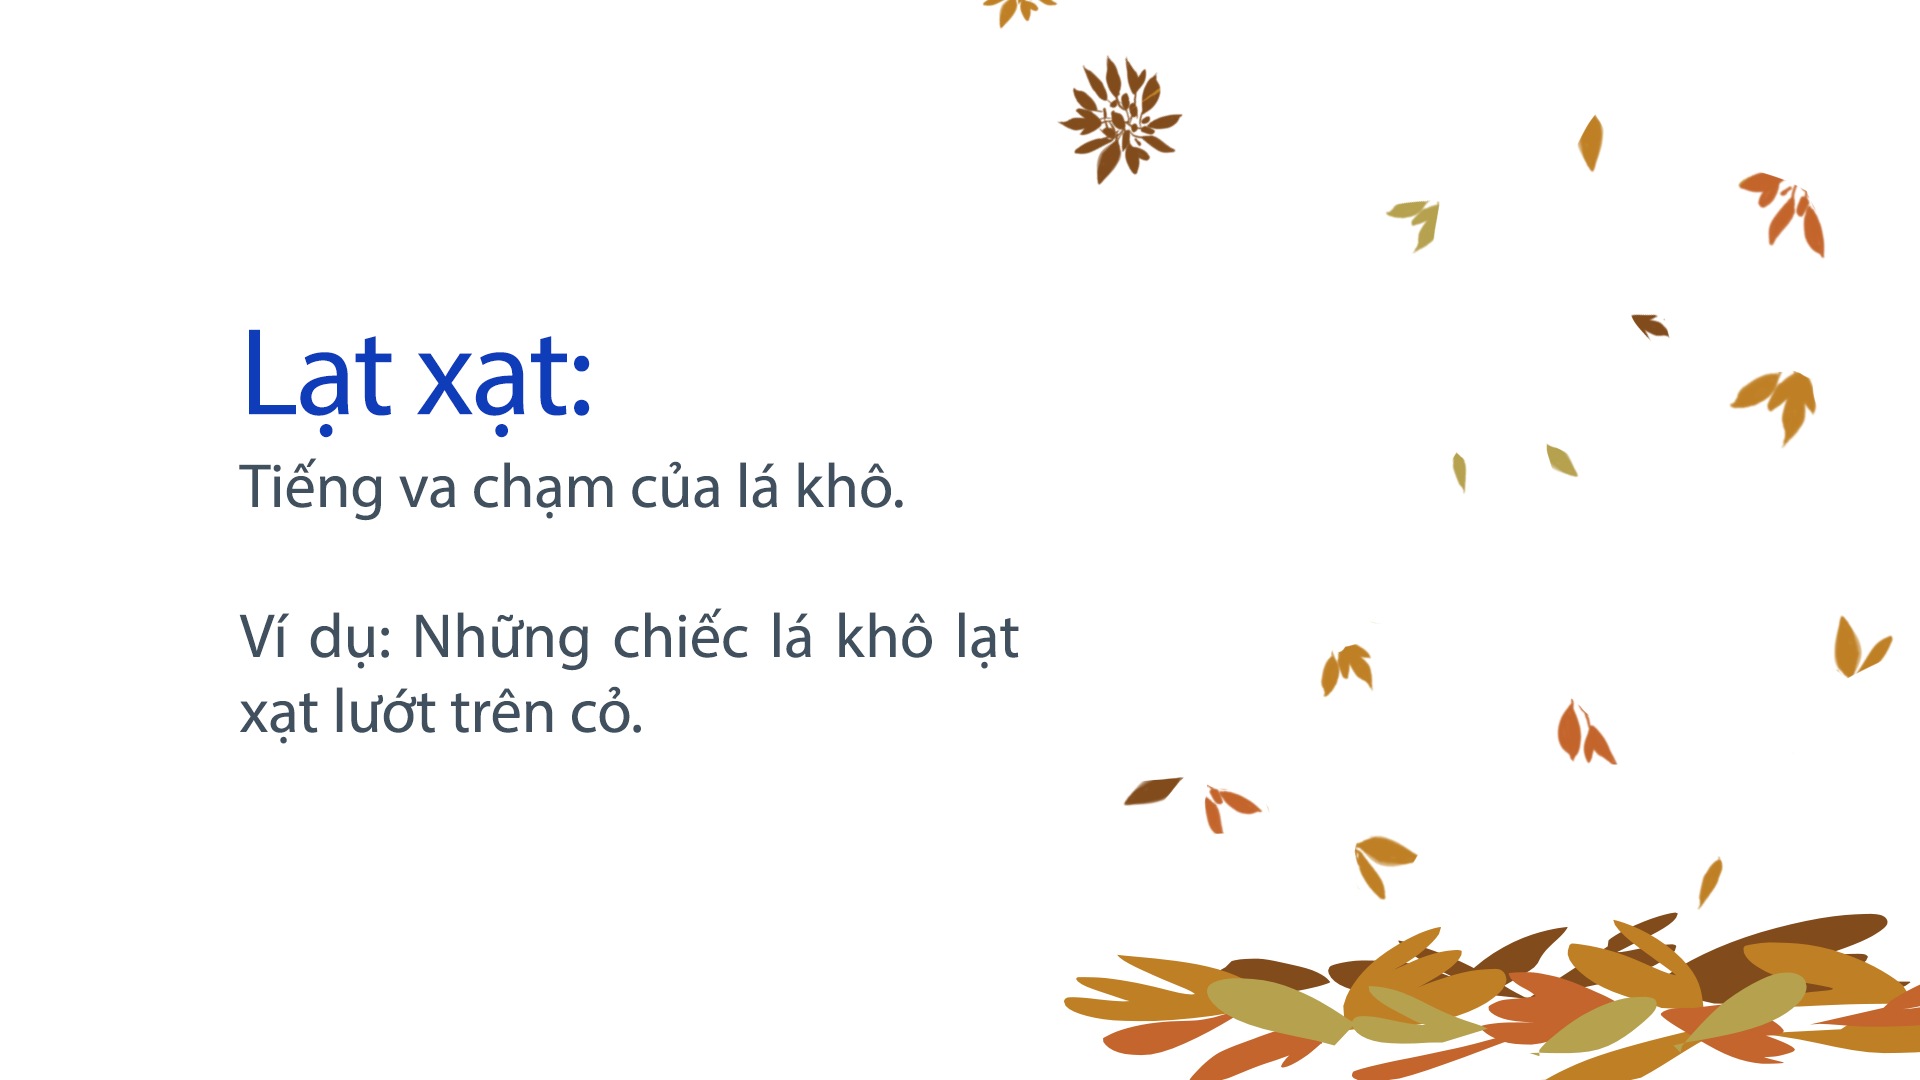 Lạt xạt:
Tiếng va chạm của lá khô.
Ví dụ: Những chiếc lá khô lạt
xạt lướt trên cỏ.